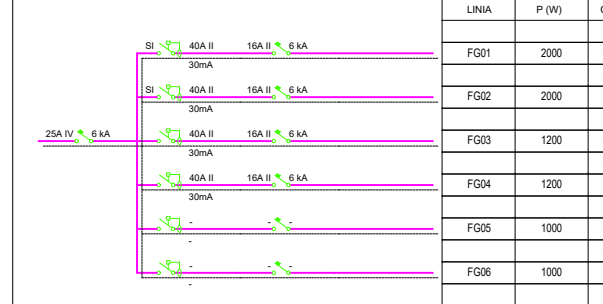 LINIA P (W)
SI 40A II 16A II 6 kA
30mA
FG01 2000
SI 40A II 16A II 6 kA
30mA
FG02 2000
25A IV 6 kA 40A II 16A II 6 kA
30mA
FG03 1200
40A II 16A II 6 kA
30mA
FG04 1200
- - -
-
FG05 1000
- - -
-
FG06 1000